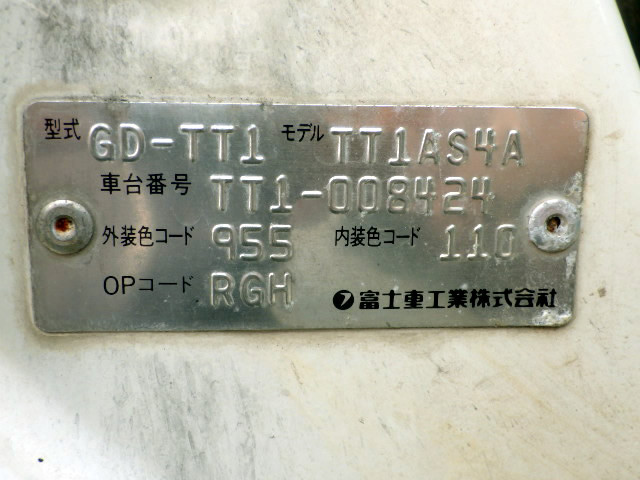 型式 GD-TT1 モデル TT1AS4A
車台番号 TT1-008424
外装色コード 955 内装色コード 110
OPコード RGH 富士重工業株式会社